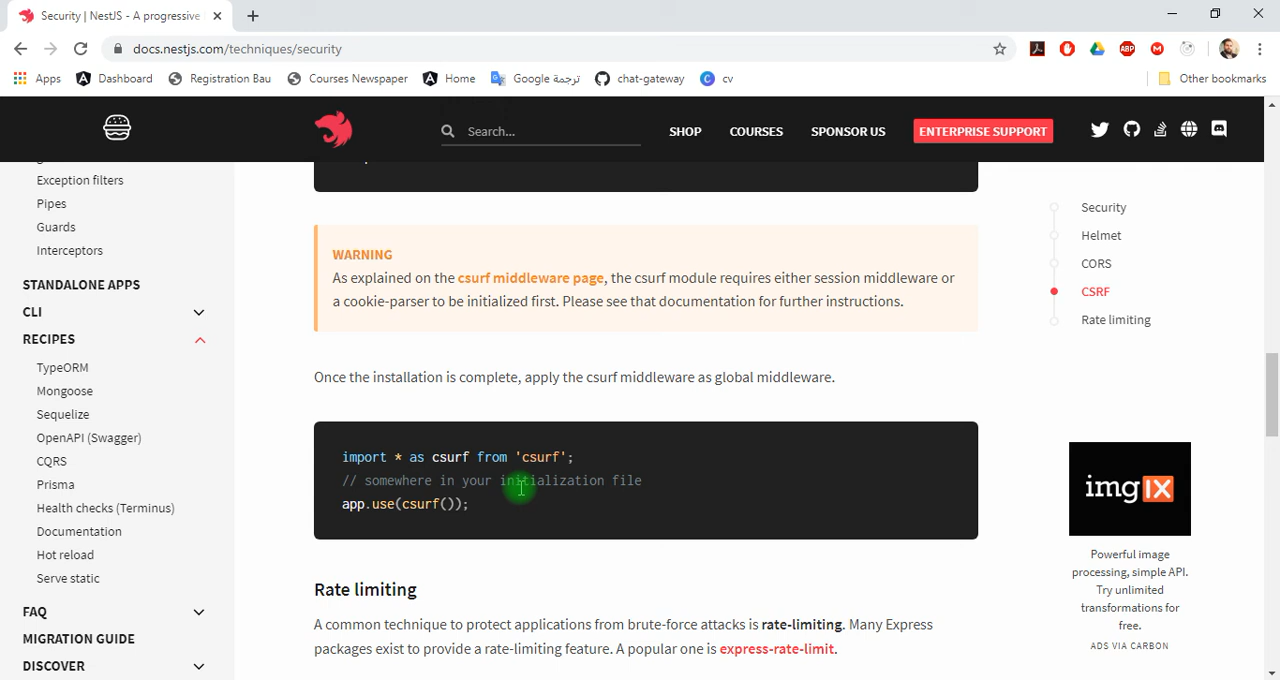 Security | NestJS - A progressive
docs.nestjs.com/techniques/security
Apps Dashboard Registration Bau Courses Newspaper Home Google ترجمة chat-gateway cv Other bookmarks
Search... SHOP COURSES SPONSOR US ENTERPRISE SUPPORT
Exception filters
Pipes
Guards
Interceptors
STANDALONE APPS
CLI
RECIPES
TypeORM
Mongoose
Sequelize
OpenAPI (Swagger)
CQRS
Prisma
Health checks (Terminus)
Documentation
Hot reload
Serve static
FAQ
MIGRATION GUIDE
DISCOVER
WARNING
As explained on the csurf middleware page, the csurf module requires either session middleware or
a cookie-parser to be initialized first. Please see that documentation for further instructions.
Once the installation is complete, apply the csurf middleware as global middleware.
import * as csurf from 'csurf';
// somewhere in your initialization file
app.use(csurf());
Rate limiting
A common technique to protect applications from brute-force attacks is rate-limiting. Many Express
packages exist to provide a rate-limiting feature. A popular one is express-rate-limit.
Security
Helmet
CORS
CSRF
Rate limiting
imgIX
Powerful image
processing, simple API.
Try unlimited
transformations for
free.
ADS VIA CARBON
ABP